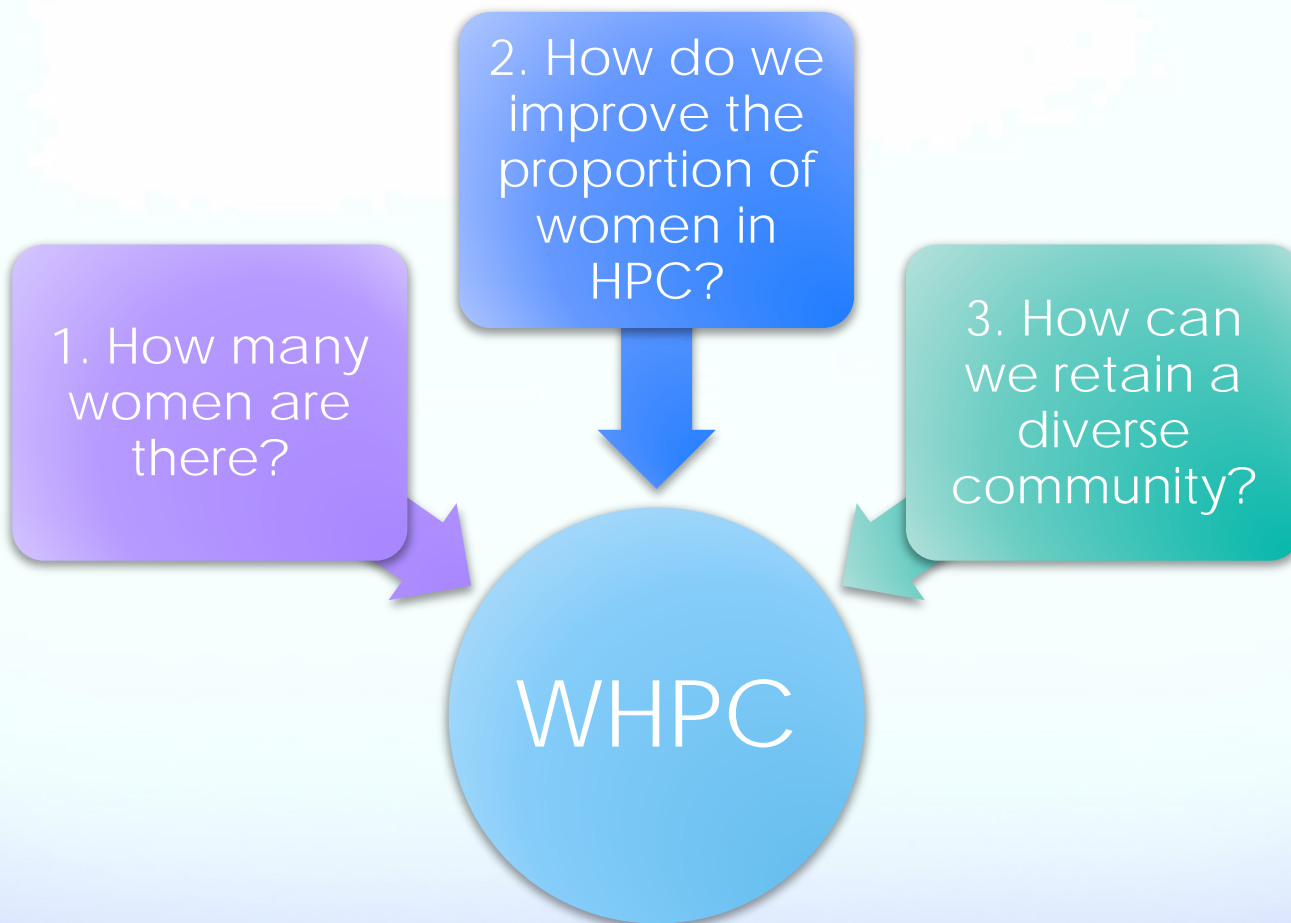 1. How many
women are
there?
2. How do we
improve the
proportion of
women in
HPC?
3. How can
we retain a
diverse
community?
WHPC